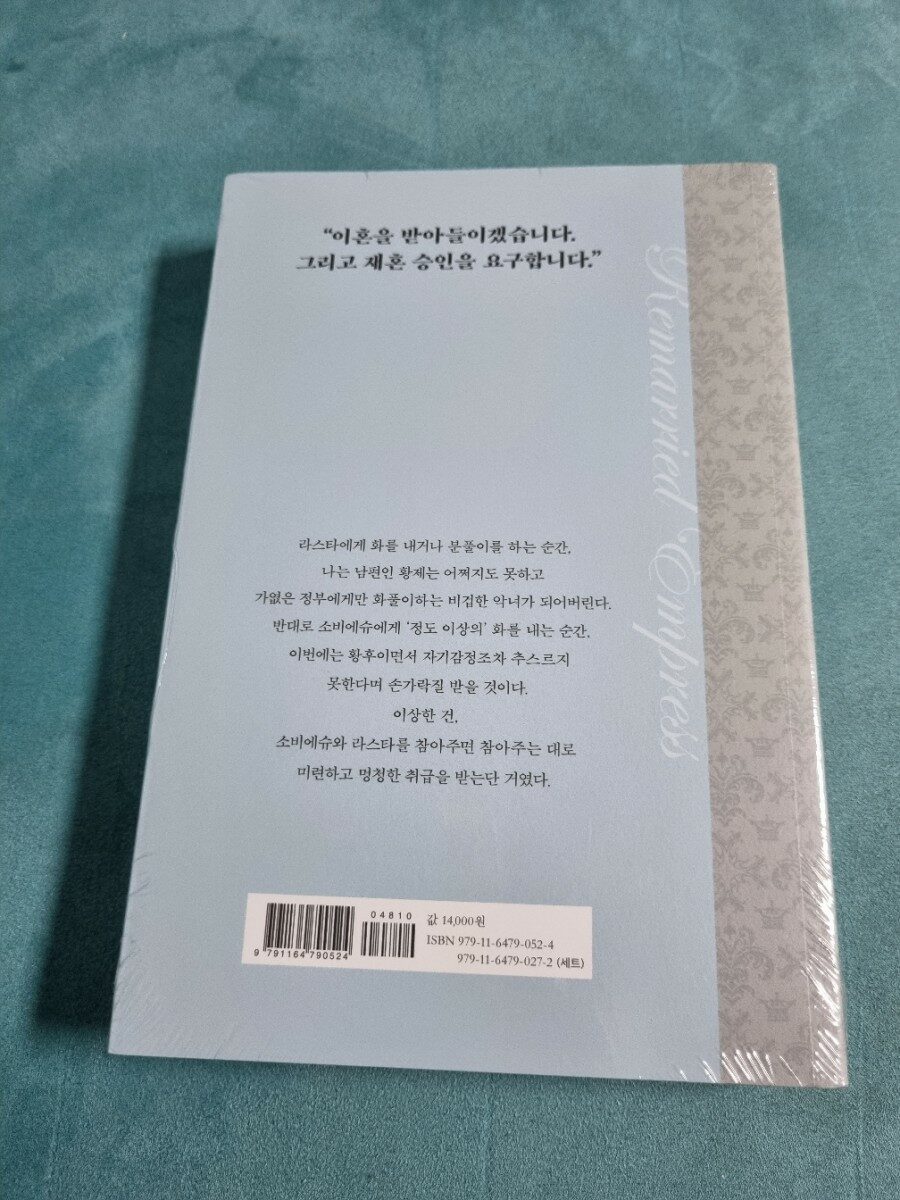 “이혼을 받아들이겠습니다.
그리고 재혼 승인을 요구합니다.”
Remarried Empress
라스타에게 화를 내거나 분풀이를 하는 순간,
나는 남편인 황제는 어쩌지도 못하고
가엾은 정부에게만 화풀이하는 비겁한 악녀가 되어버린다.
반대로 소비에슈에게 ‘정도 이상의’ 화를 내는 순간,
이번에는 황후이면서 자기감정조차 추스르지
못한다며 손가락질 받을 것이다.
이상한 건,
소비에슈와 라스타를 참아주면 참아주는 대로
미련하고 멍청한 취급을 받는단 거였다.
04810
9 791164 790524
값 14,000원
ISBN 979-11-6479-052-4
979-11-6479-027-2 (세트)